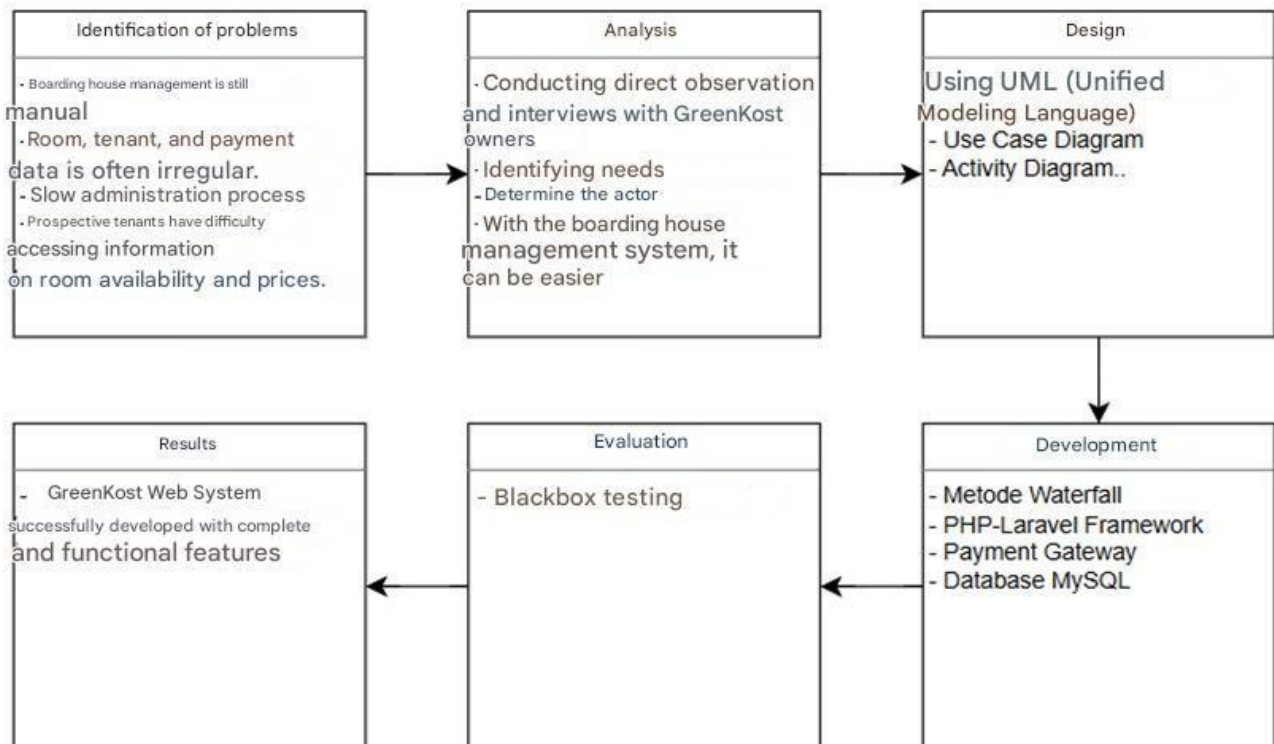 Identification of problems
- Boarding house management is still
manual
- Room, tenant, and payment
data is often irregular.
- Slow administration process
- Prospective tenants have difficulty
accessing information
on room availability and prices.
Analysis
- Conducting direct observation
and interviews with GreenKost
owners
- Identifying needs
- Determine the actor
- With the boarding house
management system, it
can be easier
Design
Using UML (Unified
Modeling Language)
- Use Case Diagram
- Activity Diagram..
Development
- Metode Waterfall
- PHP-Laravel Framework
- Payment Gateway
- Database MySQL
Evaluation
- Blackbox testing
Results
- GreenKost Web System
successfully developed with complete
and functional features